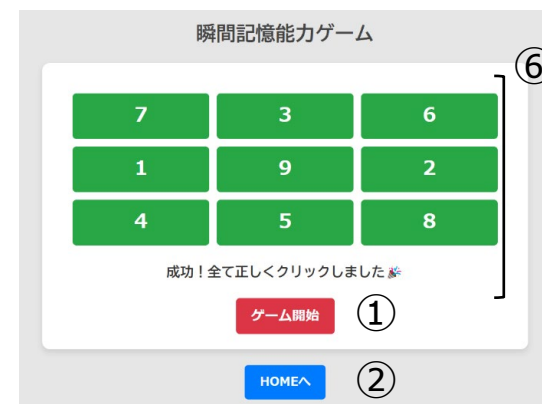 瞬間記憶能力ゲーム
⑥
7 3 6
1 9 2
4 5 8
成功！全て正しくクリックしました🎉
ゲーム開始 ①
HOMEへ ②